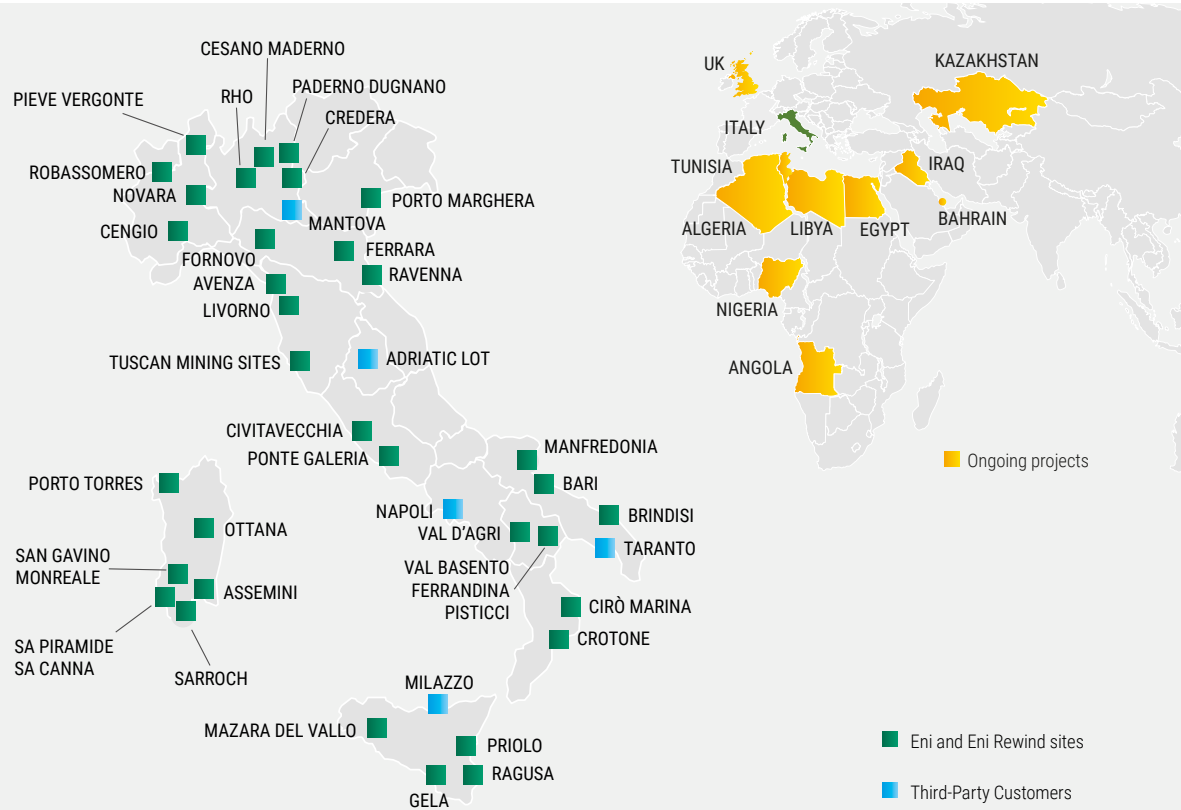 CESANO MADERNO
PADERNO DUGNANO
RHO
CREDERA
PIEVE VERGONTE
ROBASSOMERO
NOVARA
PORTO MARGHERA
CENGIO
MANTOVA
FORNOVO
FERRARA
AVENZA
RAVENNA
LIVORNO
TUSCAN MINING SITES
ADRIATIC LOT
CIVITAVECCHIA
PONTE GALERIA
MANFREDONIA
BARI
PORTO TORRES
NAPOLI
BRINDISI
OTTANA
VAL D'AGRI
TARANTO
SAN GAVINO
MONREALE
VAL BASENTO
FERRANDINA
PISTICCI
ASSEMINI
CIRÒ MARINA
CROTONE
SA PIRAMIDE
SA CANNA
SARROCH
MILAZZO
MAZARA DEL VALLO
PRIOLO
RAGUSA
GELA
UK
KAZAKHSTAN
ITALY
TUNISIA
IRAQ
ALGERIA
LIBYA
EGYPT
BAHRAIN
NIGERIA
ANGOLA
Ongoing projects
Eni and Eni Rewind sites
Third-Party Customers